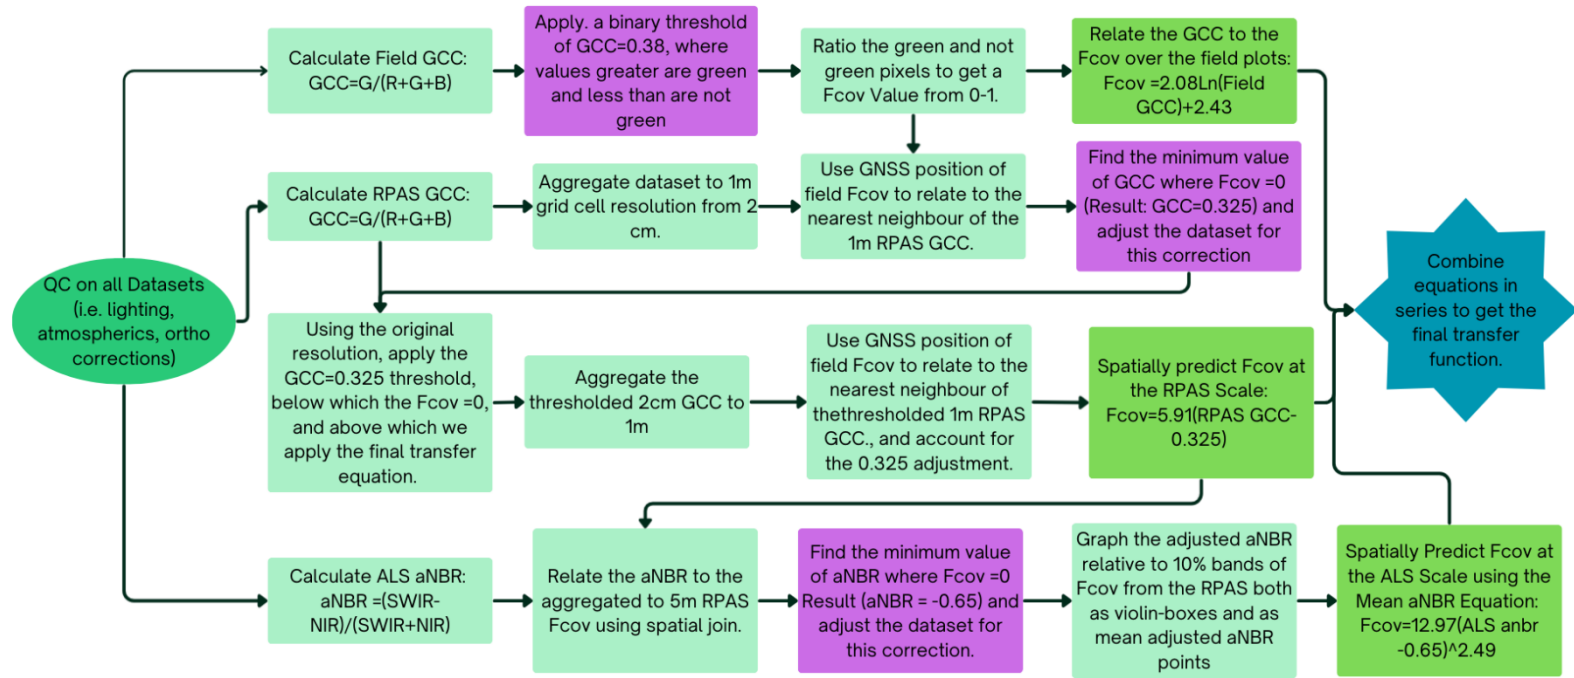 QC on all Datasets
(i.e. lighting,
atmospherics, ortho
corrections)
Calculate Field GCC:
GCC=G/(R+G+B)
Apply. a binary threshold
of GCC=0.38, where
values greater are green
and less than are not
green
Ratio the green and not
green pixels to get a
Fcov Value from 0-1.
Relate the GCC to the
Fcov over the field plots:
Fcov =2.08Ln(Field
GCC)+2.43
Calculate RPAS GCC:
GCC=G/(R+G+B)
Aggregate dataset to 1m
grid cell resolution from 2
cm.
Use GNSS position of
field Fcov to relate to the
nearest neighbour of the
1m RPAS GCC.
Find the minimum value
of GCC where Fcov =0
(Result: GCC=0.325) and
adjust the dataset for
this correction
Using the original
resolution, apply the
GCC=0.325 threshold,
below which the Fcov =0,
and above which we
apply the final transfer
equation.
Aggregate the
thresholded 2cm GCC to
1m
Use GNSS position of
field Fcov to relate to the
nearest neighbour of
thethresholded 1m RPAS
GCC., and account for
the 0.325 adjustment.
Spatially predict Fcov at
the RPAS Scale:
Fcov=5.91(RPAS GCC-
0.325)
Combine
equations in
series to get the
final transfer
function.
Calculate ALS aNBR:
aNBR =(SWIR-
NIR)/(SWIR+NIR)
Relate the aNBR to the
aggregated to 5m RPAS
Fcov using spatial join.
Find the minimum value
of aNBR where Fcov =0
Result (aNBR = -0.65) and
adjust the dataset for
this correction.
Graph the adjusted aNBR
relative to 10% bands of
Fcov from the RPAS both
as violin-boxes and as
mean adjusted aNBR
points
Spatially Predict Fcov at
the ALS Scale using the
Mean aNBR Equation:
Fcov=12.97(ALS anbr
-0.65)^2.49